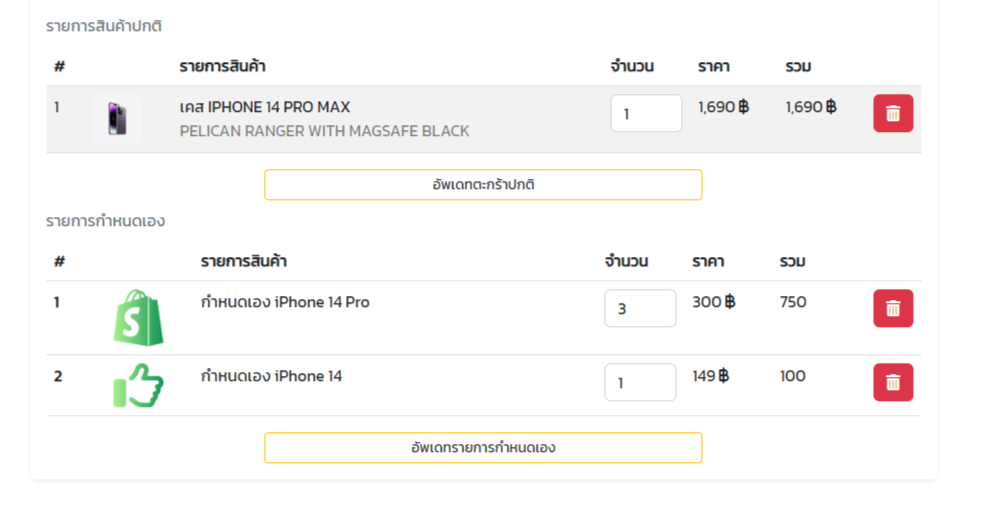 รายการสินค้าปกติ
# รายการสินค้า จำนวน ราคา รวม
1 เคส IPHONE 14 PRO MAX 1 1,690 ฿ 1,690 ฿
PELICAN RANGER WITH MAGSAFE BLACK
อัพเดทตะกร้าปกติ
รายการกำหนดเอง
# รายการสินค้า จำนวน ราคา รวม
1 S กำหนดเอง iPhone 14 Pro 3 300 ฿ 750
2 กำหนดเอง iPhone 14 1 149 ฿ 100
อัพเดทรายการกำหนดเอง